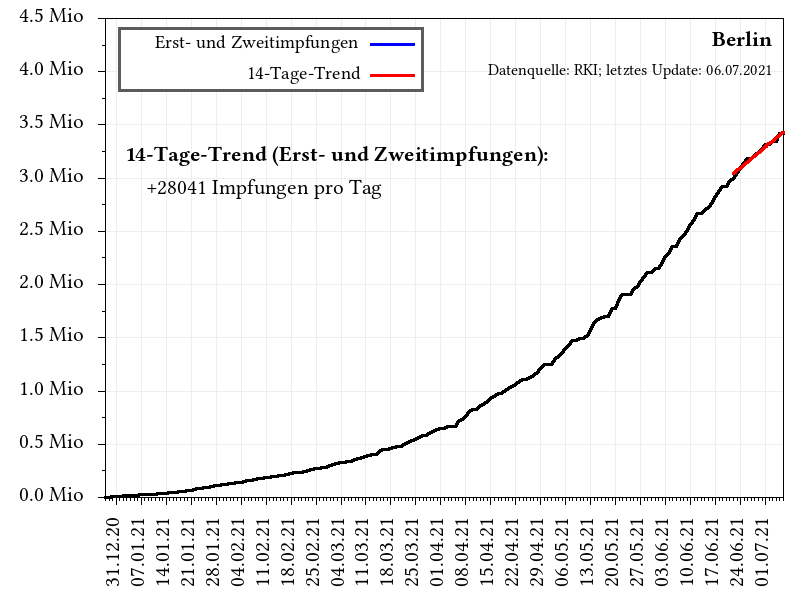 4.5 Mio
Erst- und Zweitimpfungen
Berlin
4.0 Mio
14-Tage-Trend
Datenquelle: RKI; letztes Update: 06.07.2021
3.5 Mio
14-Tage-Trend (Erst- und Zweitimpfungen):
3.0 Mio
+28041 Impfungen pro Tag
2.5 Mio
2.0 Mio
1.5 Mio
1.0 Mio
0.5 Mio
0.0 Mio
31.12.20
07.01.21
14.01.21
21.01.21
28.01.21
04.02.21
11.02.21
18.02.21
25.02.21
04.03.21
11.03.21
18.03.21
25.03.21
01.04.21
08.04.21
15.04.21
22.04.21
29.04.21
06.05.21
13.05.21
20.05.21
27.05.21
03.06.21
10.06.21
17.06.21
24.06.21
01.07.21